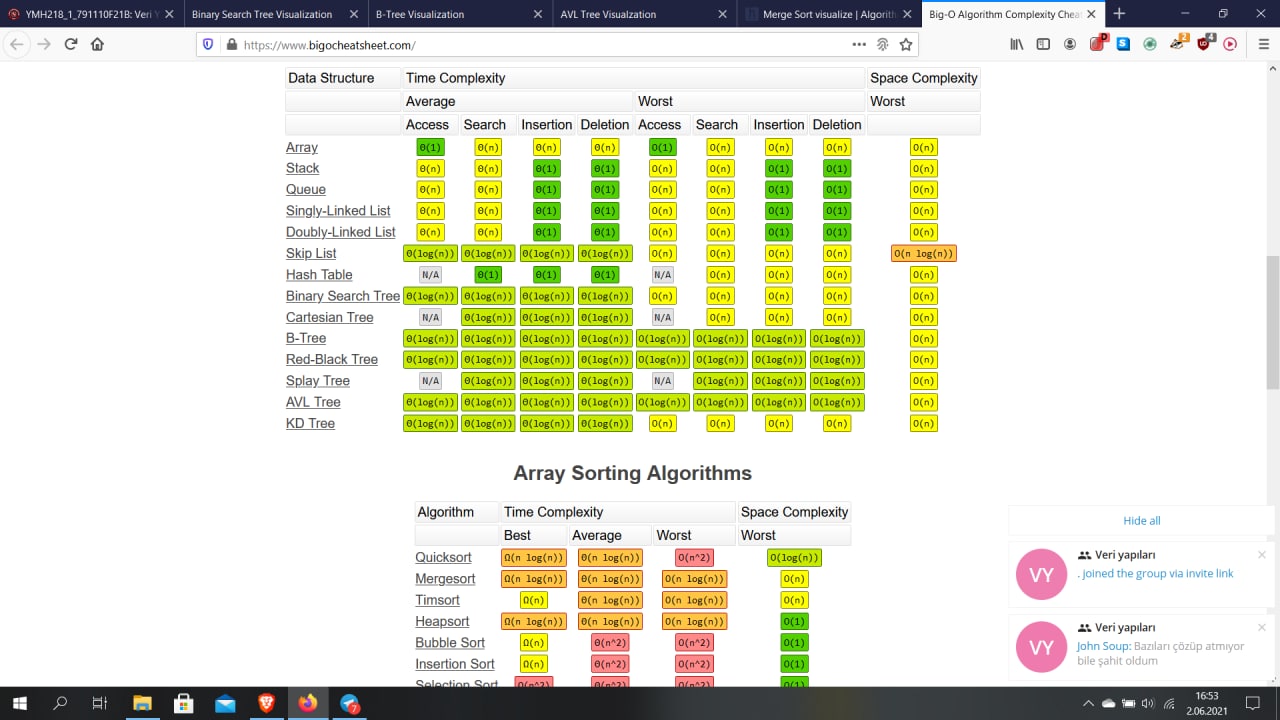 YMH218_1_791110F21B: Veri Y
Binary Search Tree Visualization
B-Tree Visualization
AVL Tree Visualzation
Merge Sort visualize | Algorith
Big-O Algorithm Complexity Chea
https://www.bigocheatsheet.com/
Data Structure Time Complexity Space Complexity
Average Worst Worst
Access Search Insertion Deletion Access Search Insertion Deletion
Array Θ(1) Θ(n) Θ(n) Θ(n) O(1) O(n) O(n) O(n) O(n)
Stack Θ(n) Θ(n) Θ(1) Θ(1) O(n) O(n) O(1) O(1) O(n)
Queue Θ(n) Θ(n) Θ(1) Θ(1) O(n) O(n) O(1) O(1) O(n)
Singly-Linked List Θ(n) Θ(n) Θ(1) Θ(1) O(n) O(n) O(1) O(1) O(n)
Doubly-Linked List Θ(n) Θ(n) Θ(1) Θ(1) O(n) O(n) O(1) O(1) O(n)
Skip List Θ(log(n)) Θ(log(n)) Θ(log(n)) Θ(log(n)) O(n) O(n) O(n) O(n) O(n log(n))
Hash Table N/A Θ(1) Θ(1) Θ(1) N/A O(n) O(n) O(n) O(n)
Binary Search Tree Θ(log(n)) Θ(log(n)) Θ(log(n)) Θ(log(n)) O(n) O(n) O(n) O(n) O(n)
Cartesian Tree N/A Θ(log(n)) Θ(log(n)) Θ(log(n)) N/A O(n) O(n) O(n) O(n)
B-Tree Θ(log(n)) Θ(log(n)) Θ(log(n)) Θ(log(n)) O(log(n)) O(log(n)) O(log(n)) O(log(n)) O(n)
Red-Black Tree Θ(log(n)) Θ(log(n)) Θ(log(n)) Θ(log(n)) O(log(n)) O(log(n)) O(log(n)) O(log(n)) O(n)
Splay Tree N/A Θ(log(n)) Θ(log(n)) Θ(log(n)) N/A O(log(n)) O(log(n)) O(log(n)) O(n)
AVL Tree Θ(log(n)) Θ(log(n)) Θ(log(n)) Θ(log(n)) O(log(n)) O(log(n)) O(log(n)) O(log(n)) O(n)
KD Tree Θ(log(n)) Θ(log(n)) Θ(log(n)) Θ(log(n)) O(n) O(n) O(n) O(n) O(n)
Array Sorting Algorithms
Algorithm Time Complexity Space Complexity
Best Average Worst Worst
Quicksort Ω(n log(n)) Θ(n log(n)) O(n^2) O(log(n))
Mergesort Ω(n log(n)) Θ(n log(n)) O(n log(n)) O(n)
Timsort Ω(n) Θ(n log(n)) O(n log(n)) O(n)
Heapsort Ω(n log(n)) Θ(n log(n)) O(n log(n)) O(1)
Bubble Sort Ω(n) Θ(n^2) O(n^2) O(1)
Insertion Sort Ω(n) Θ(n^2) O(n^2) O(1)
Selection Sort Ω(n^2) Θ(n^2) O(n^2) O(1)
Hide all
VY
Veri yapıları
. joined the group via invite link
VY
Veri yapıları
John Soup: Bazıları çözüp atmıyor
bile şahit oldum
7
16:53
2.06.2021